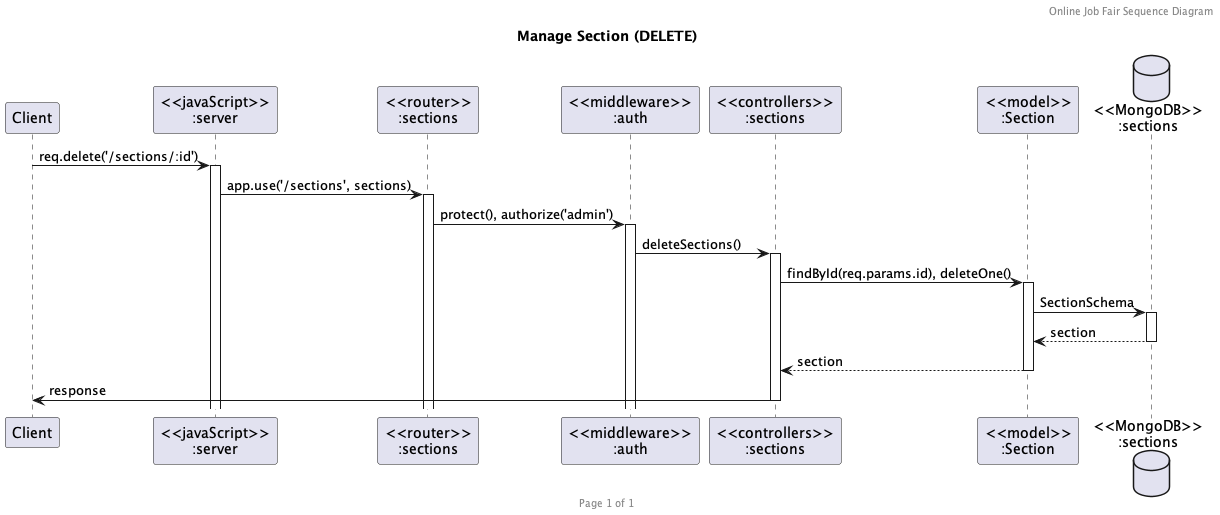 Online Job Fair Sequence Diagram
Manage Section (DELETE)
Client
<<javaScript>>
:server
<<router>>
:sections
<<middleware>>
:auth
<<controllers>>
:sections
<<model>>
:Section
<<MongoDB>>
:sections
req.delete('/sections/:id')
app.use('/sections', sections)
protect(), authorize('admin')
deleteSections()
findById(req.params.id), deleteOne()
SectionSchema
section
section
response
Client
<<javaScript>>
:server
<<router>>
:sections
<<middleware>>
:auth
<<controllers>>
:sections
<<model>>
:Section
<<MongoDB>>
:sections
Page 1 of 1